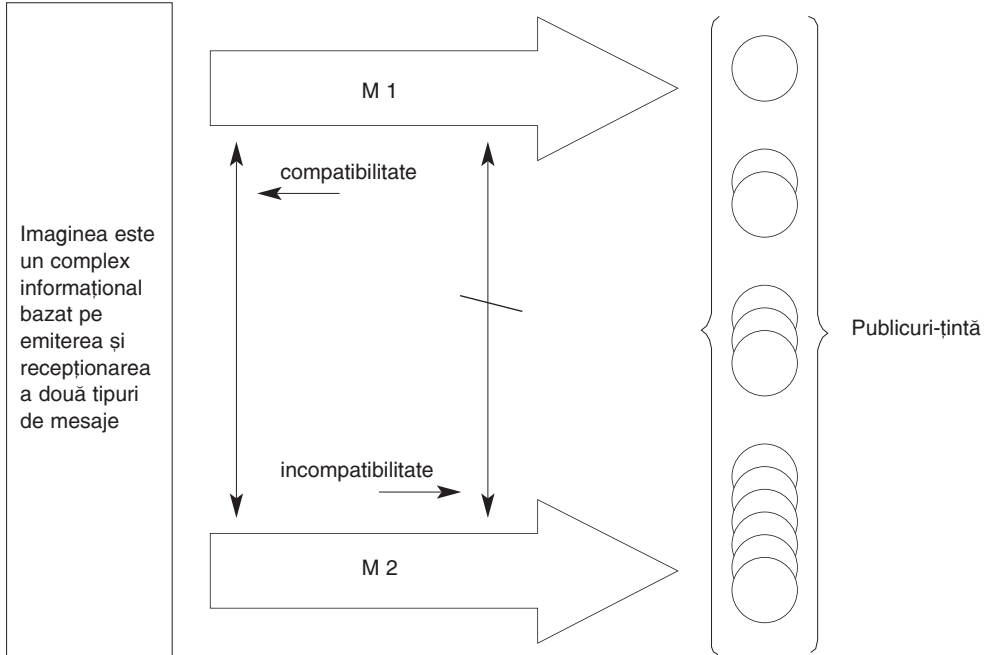 M 1
compatibilitate
Imaginea este
un complex
informațional
bazat pe
emiterea și
recepționarea
a două tipuri
de mesaje
Publicuri-țintă
incompatibilitate
M 2